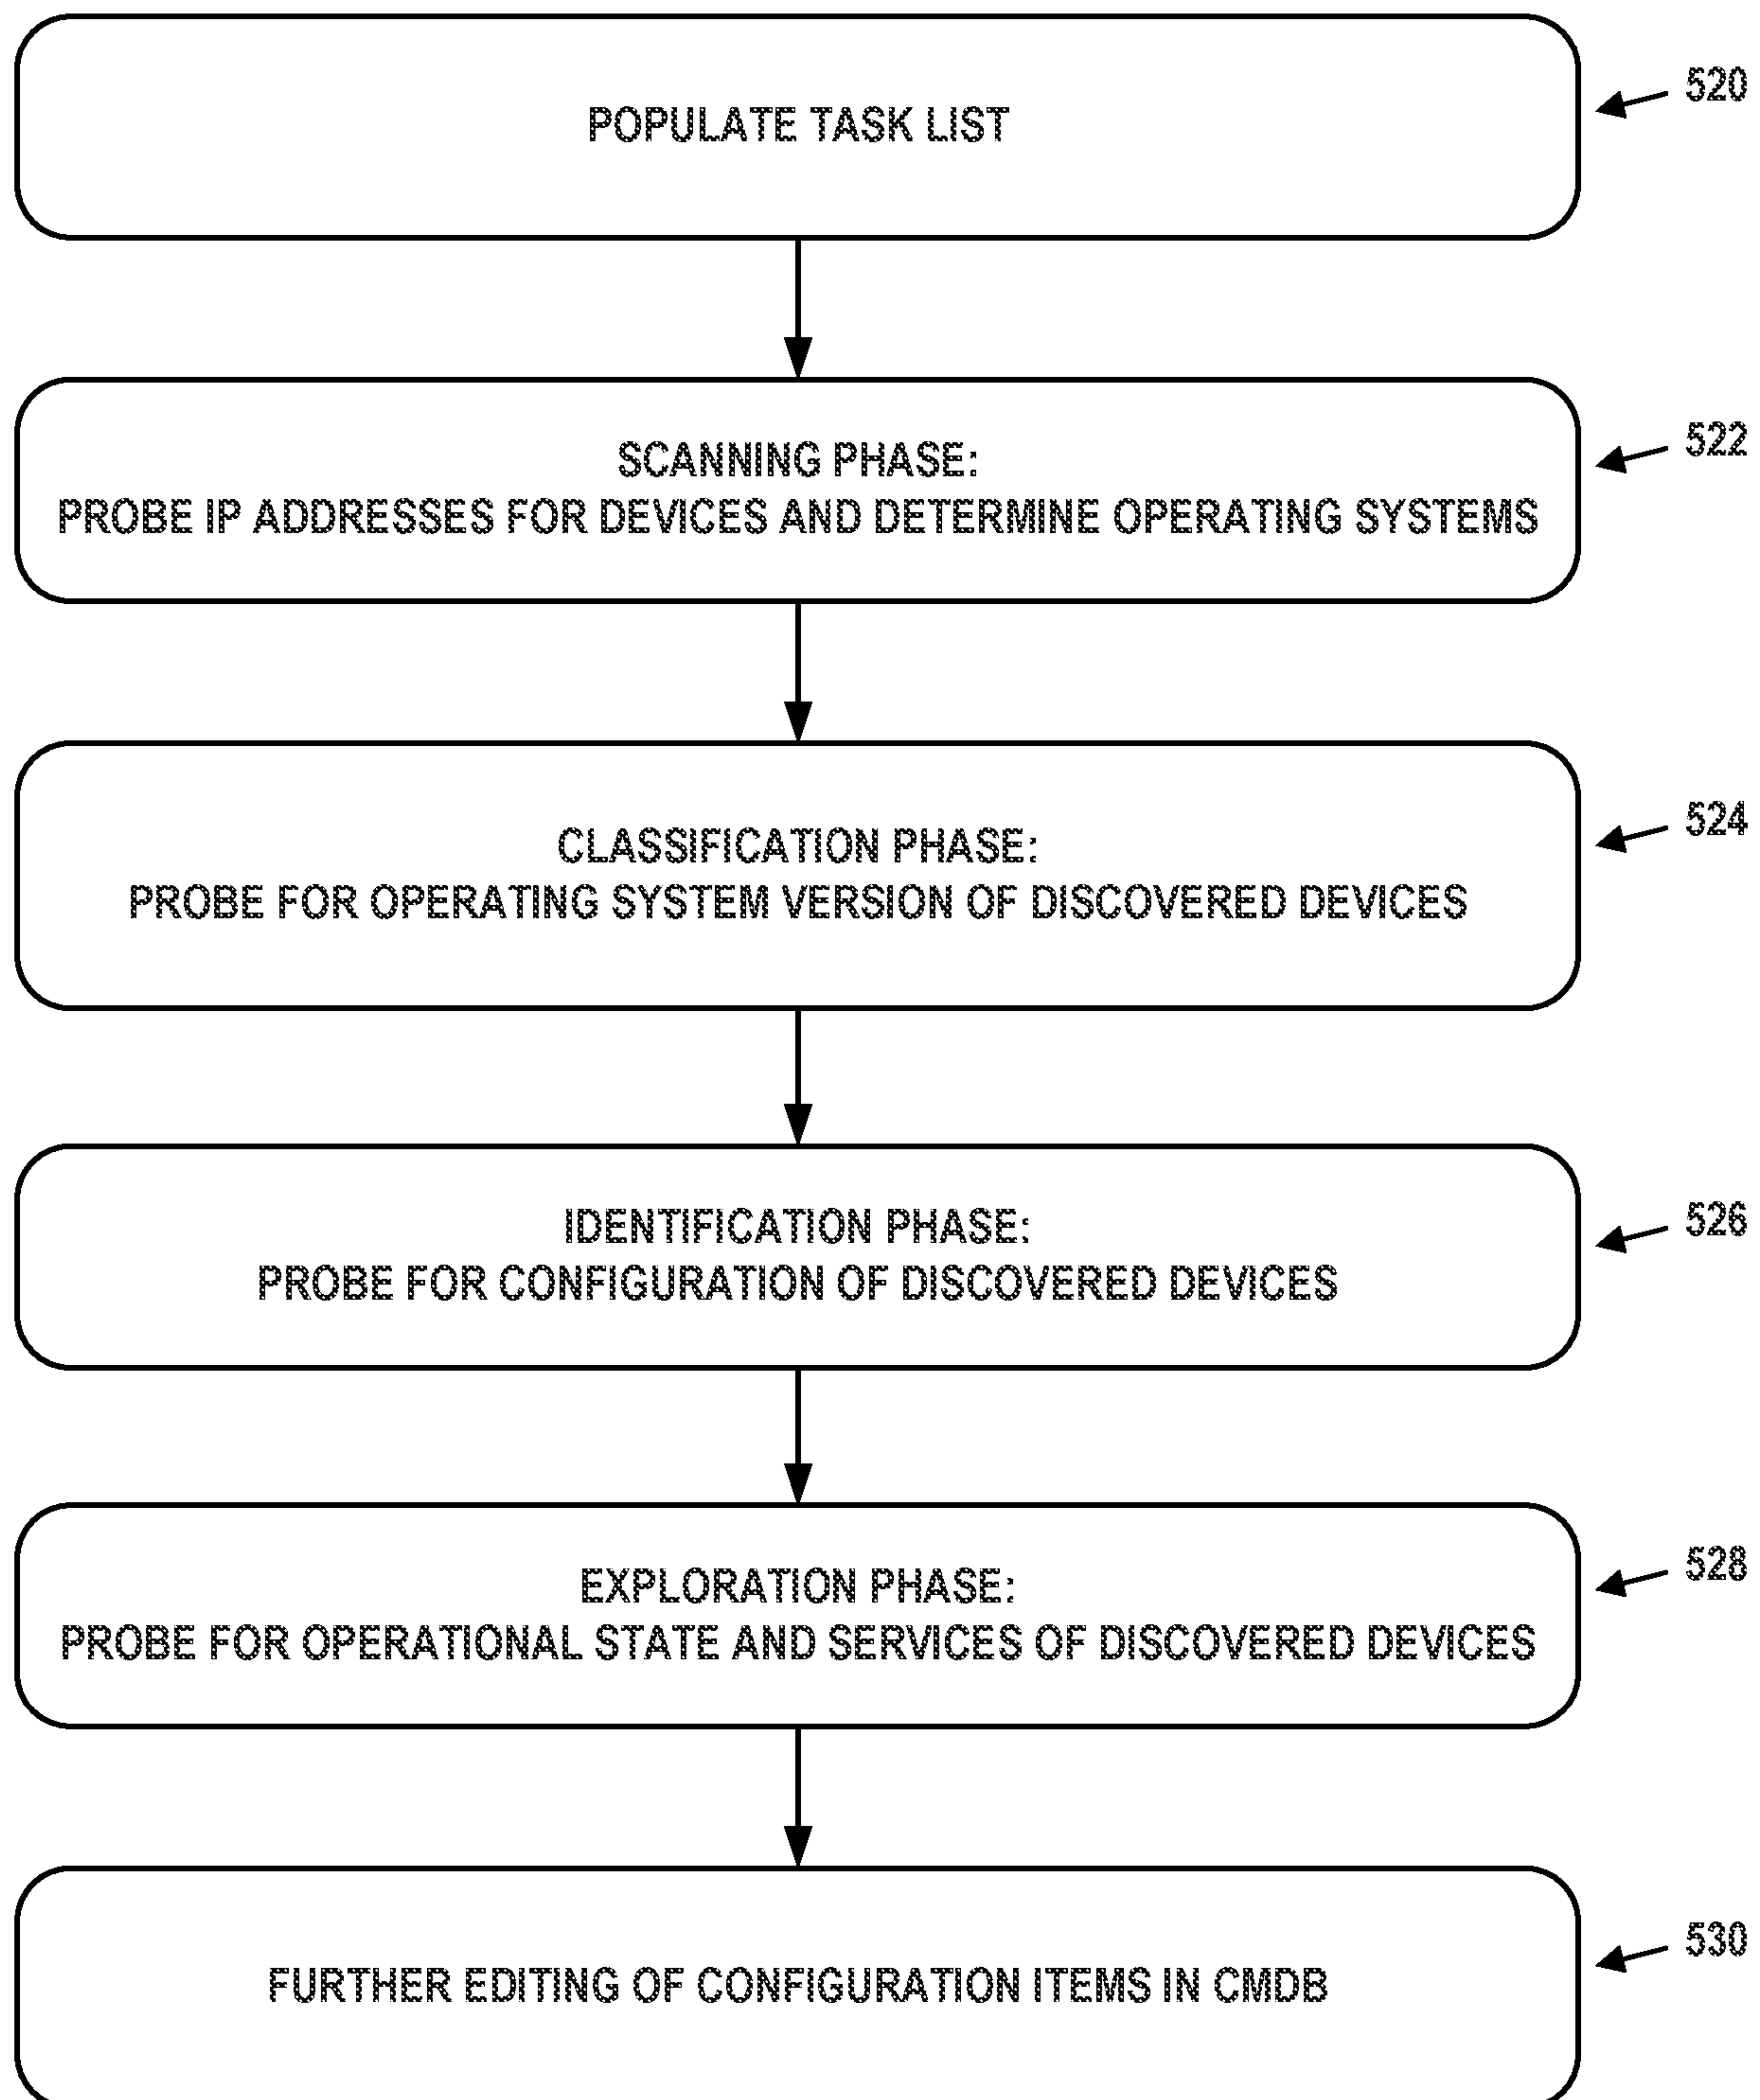 POPULATE TASK LIST
520
SCANNING PHASE:
PROBE IP ADDRESSES FOR DEVICES AND DETERMINE OPERATING SYSTEMS
522
CLASSIFICATION PHASE:
PROBE FOR OPERATING SYSTEM VERSION OF DISCOVERED DEVICES
524
IDENTIFICATION PHASE:
PROBE FOR CONFIGURATION OF DISCOVERED DEVICES
526
EXPLORATION PHASE:
PROBE FOR OPERATIONAL STATE AND SERVICES OF DISCOVERED DEVICES
528
FURTHER EDITING OF CONFIGURATION ITEMS IN CMDB
530